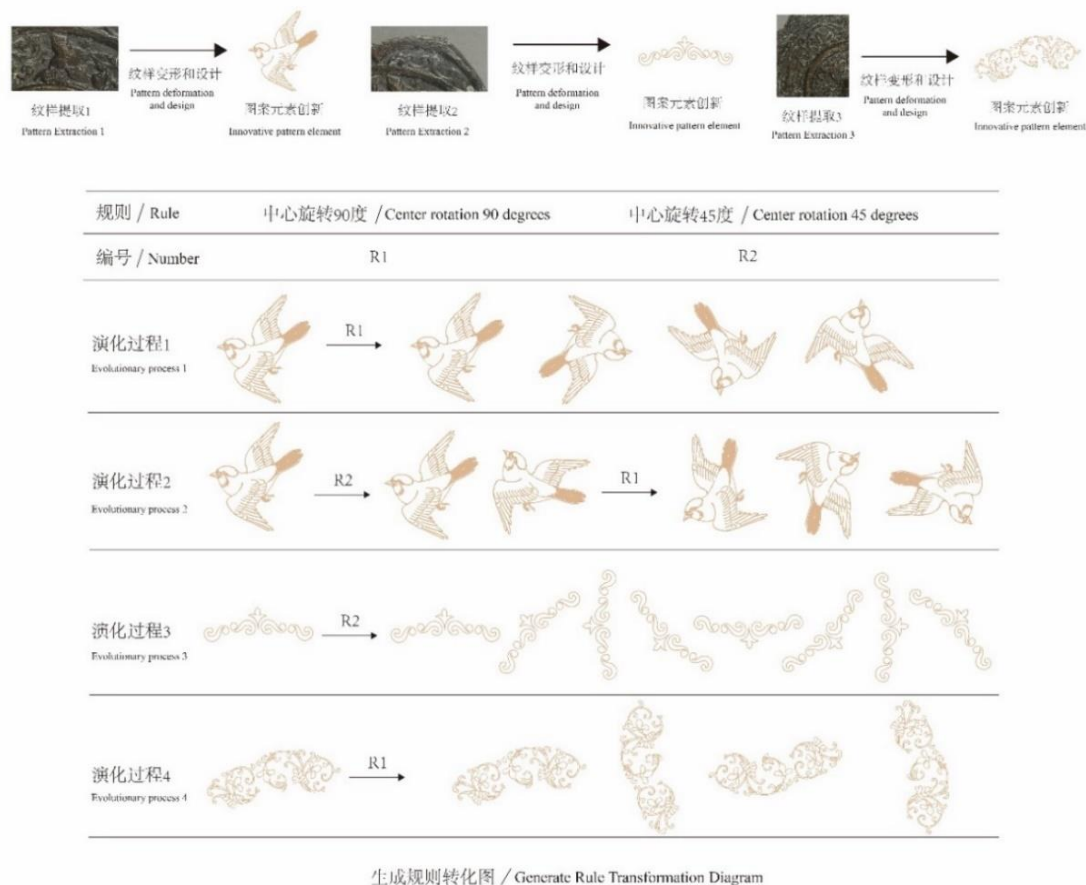 纹样提取1
Pattern Extraction 1
纹样变形和设计
Pattern deformation
and design
图案元素创新
Innovative pattern element
纹样提取2
Pattern Extraction 2
纹样变形和设计
Pattern deformation
and design
图案元素创新
Innovative pattern element
纹样提取3
Pattern Extraction 3
纹样变形和设计
Pattern deformation
and design
图案元素创新
Innovative pattern element
规则 / Rule 中心旋转90度 / Center rotation 90 degrees 中心旋转45度 / Center rotation 45 degrees
编号 / Number R1 R2
演化过程1
Evolutionary process 1
R1
演化过程2
Evolutionary process 2
R2 R1
演化过程3
Evolutionary process 3
R2
演化过程4
Evolutionary process 4
R1
生成规则转化图 / Generate Rule Transformation Diagram